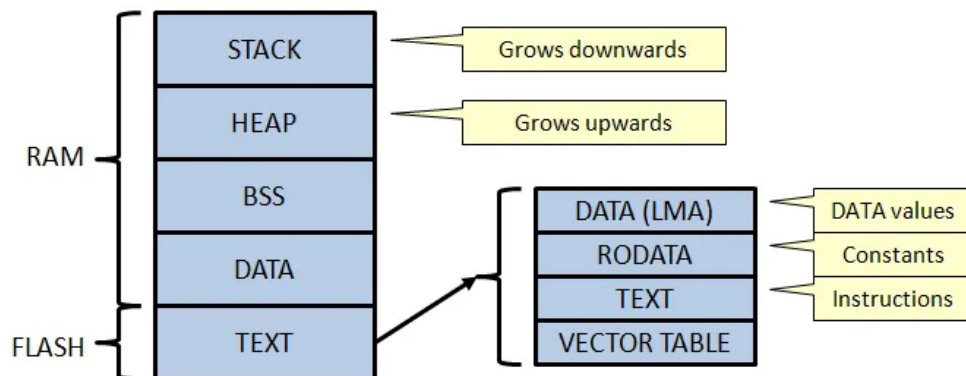 STACK
Grows downwards
HEAP
Grows upwards
RAM
BSS
DATA
FLASH
TEXT
DATA (LMA)
DATA values
RODATA
Constants
TEXT
Instructions
VECTOR TABLE